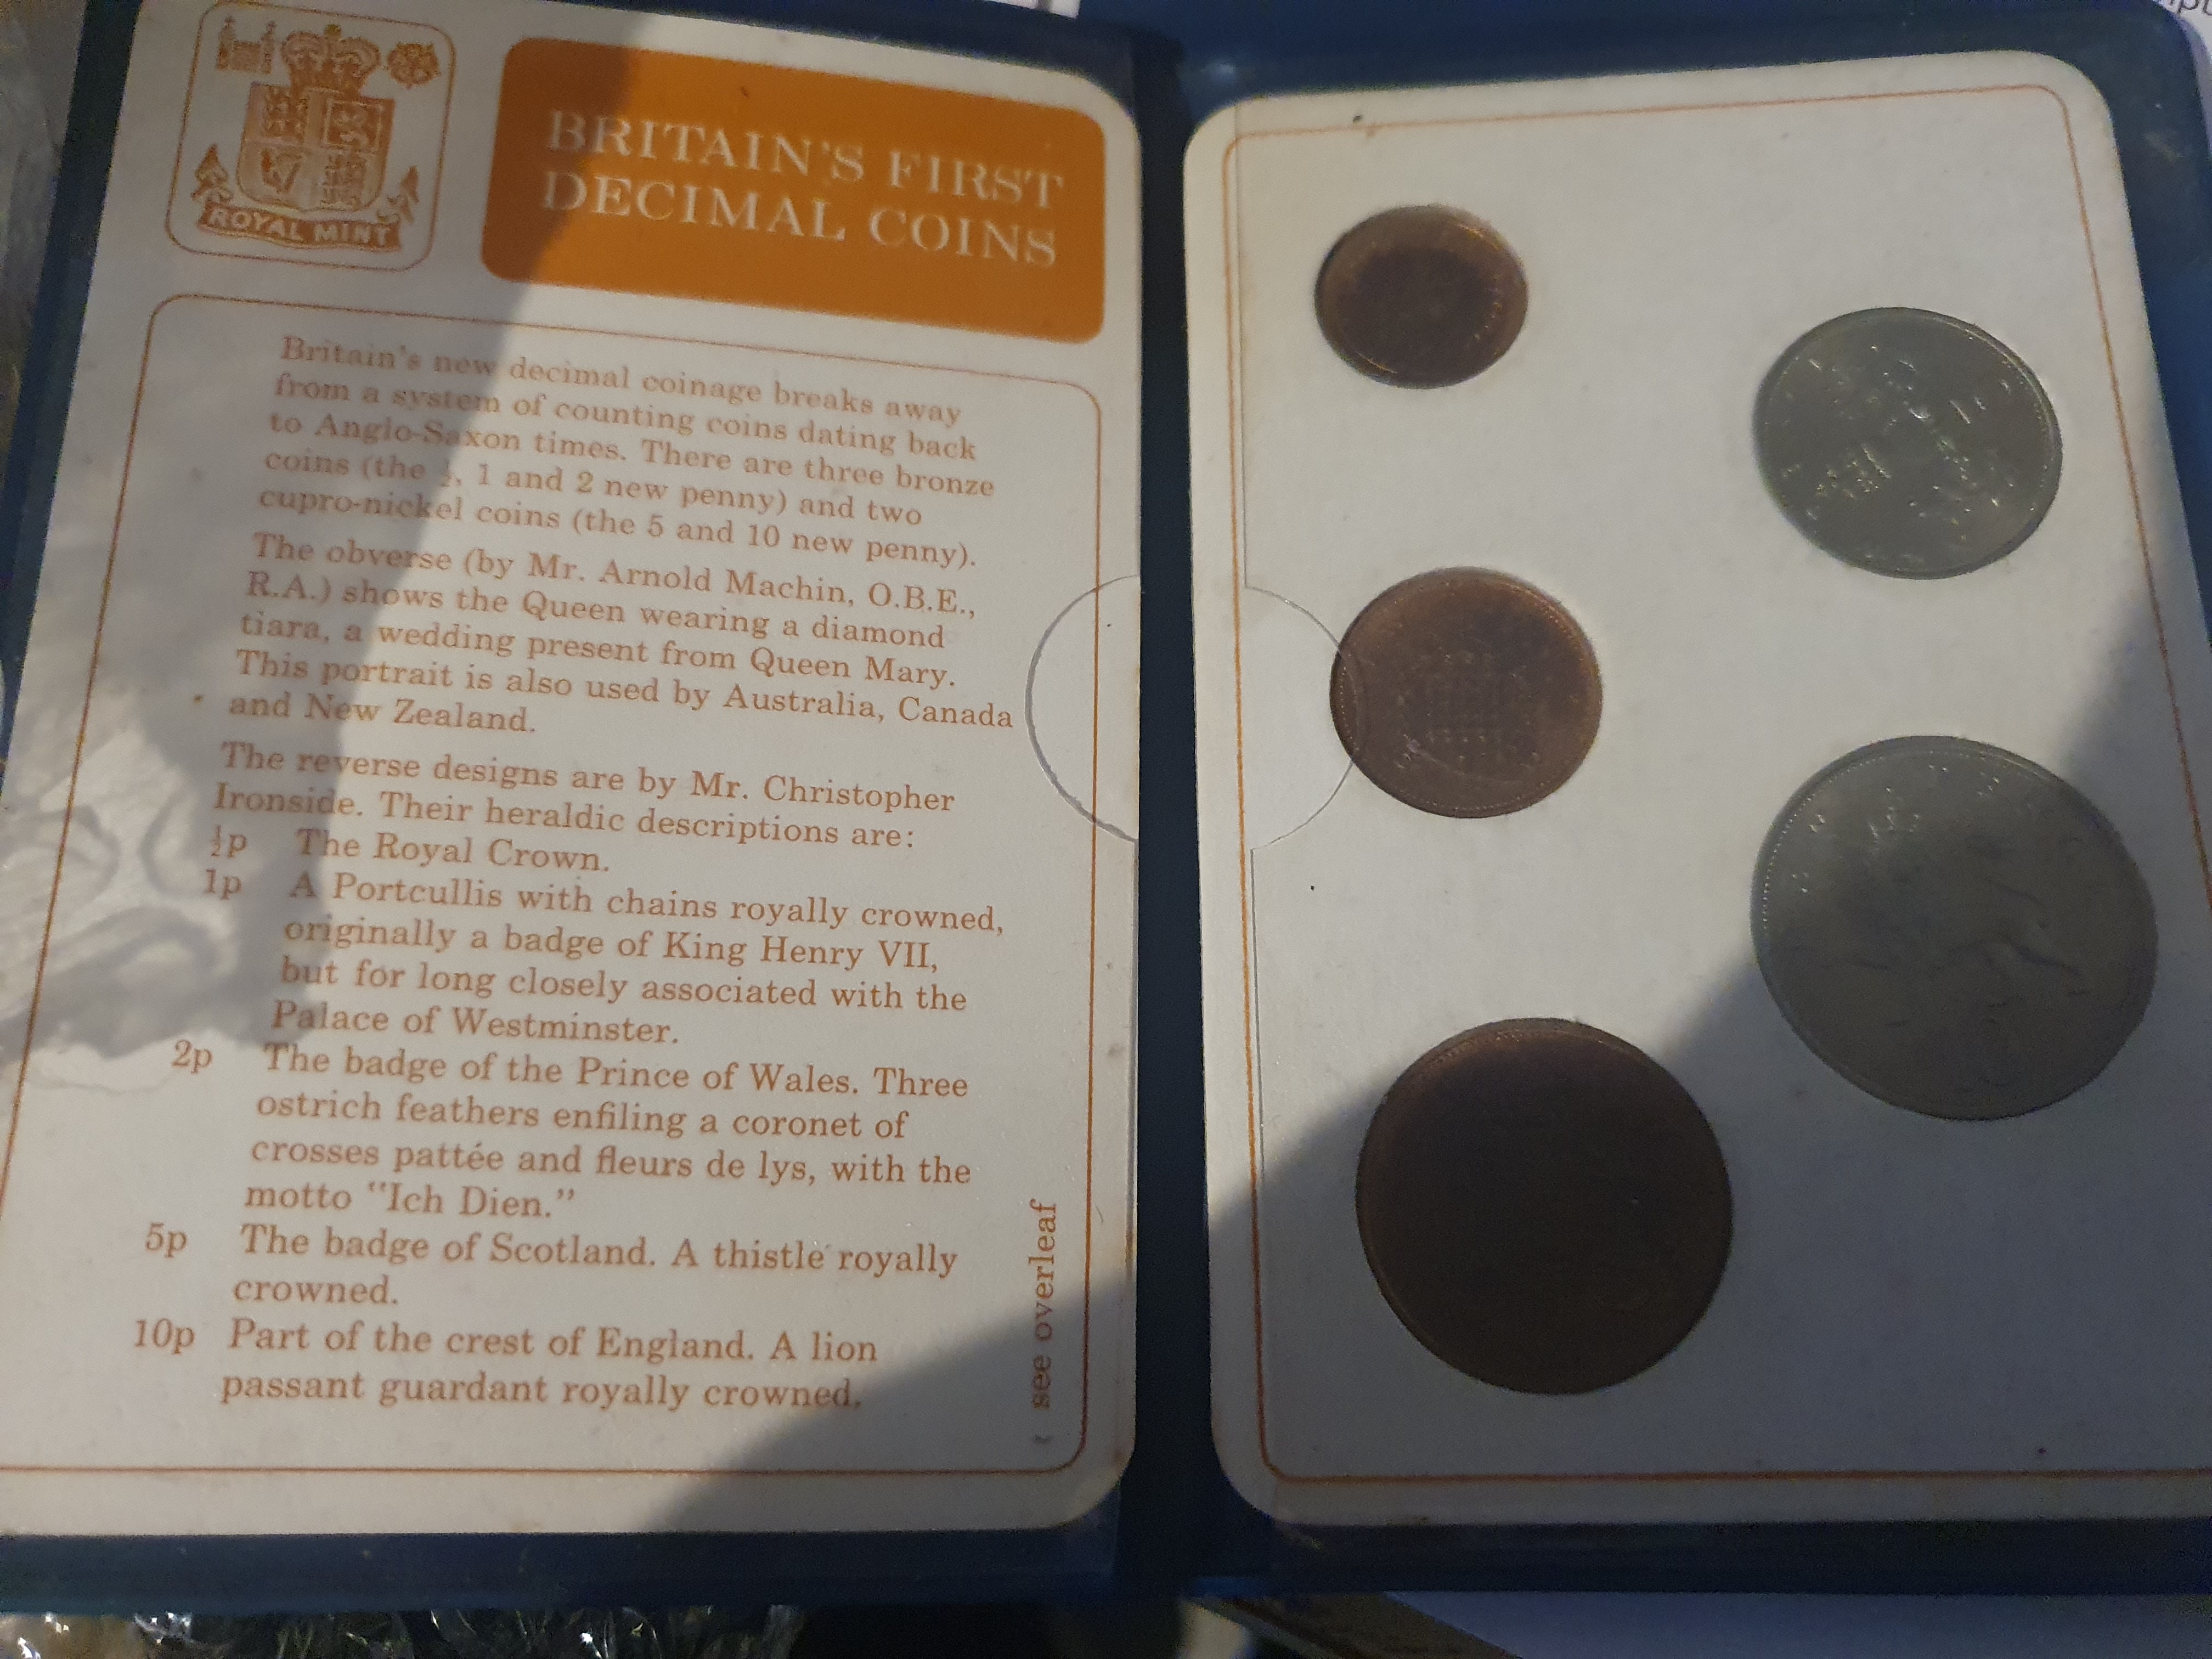 ROYAL MINT
BRITAIN'S FIRST
DECIMAL COINS
Britain's new decimal coinage breaks away
from a system of counting coins dating back
to Anglo-Saxon times. There are three bronze
coins (the ½, 1 and 2 new penny) and two
cupro-nickel coins (the 5 and 10 new penny).
The obverse (by Mr. Arnold Machin, O.B.E.,
R.A.) shows the Queen wearing a diamond
tiara, a wedding present from Queen Mary.
This portrait is also used by Australia, Canada
and New Zealand.
The reverse designs are by Mr. Christopher
Ironside. Their heraldic descriptions are:
½p The Royal Crown.
1p A Portcullis with chains royally crowned,
originally a badge of King Henry VII,
but for long closely associated with the
Palace of Westminster.
2p The badge of the Prince of Wales. Three
ostrich feathers enfiling a coronet of
crosses pattée and fleurs de lys, with the
motto "Ich Dien."
5p The badge of Scotland. A thistle royally
crowned.
10p Part of the crest of England. A lion
passant guardant royally crowned.
see overleaf